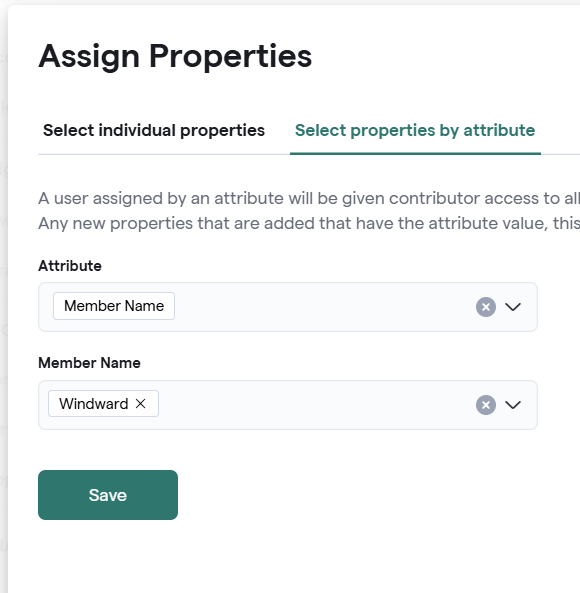 Assign Properties
Select individual properties
Select properties by attribute
A user assigned by an attribute will be given contributor access to all
Any new properties that are added that have the attribute value, this
Attribute
Member Name
Member Name
Windward
Save